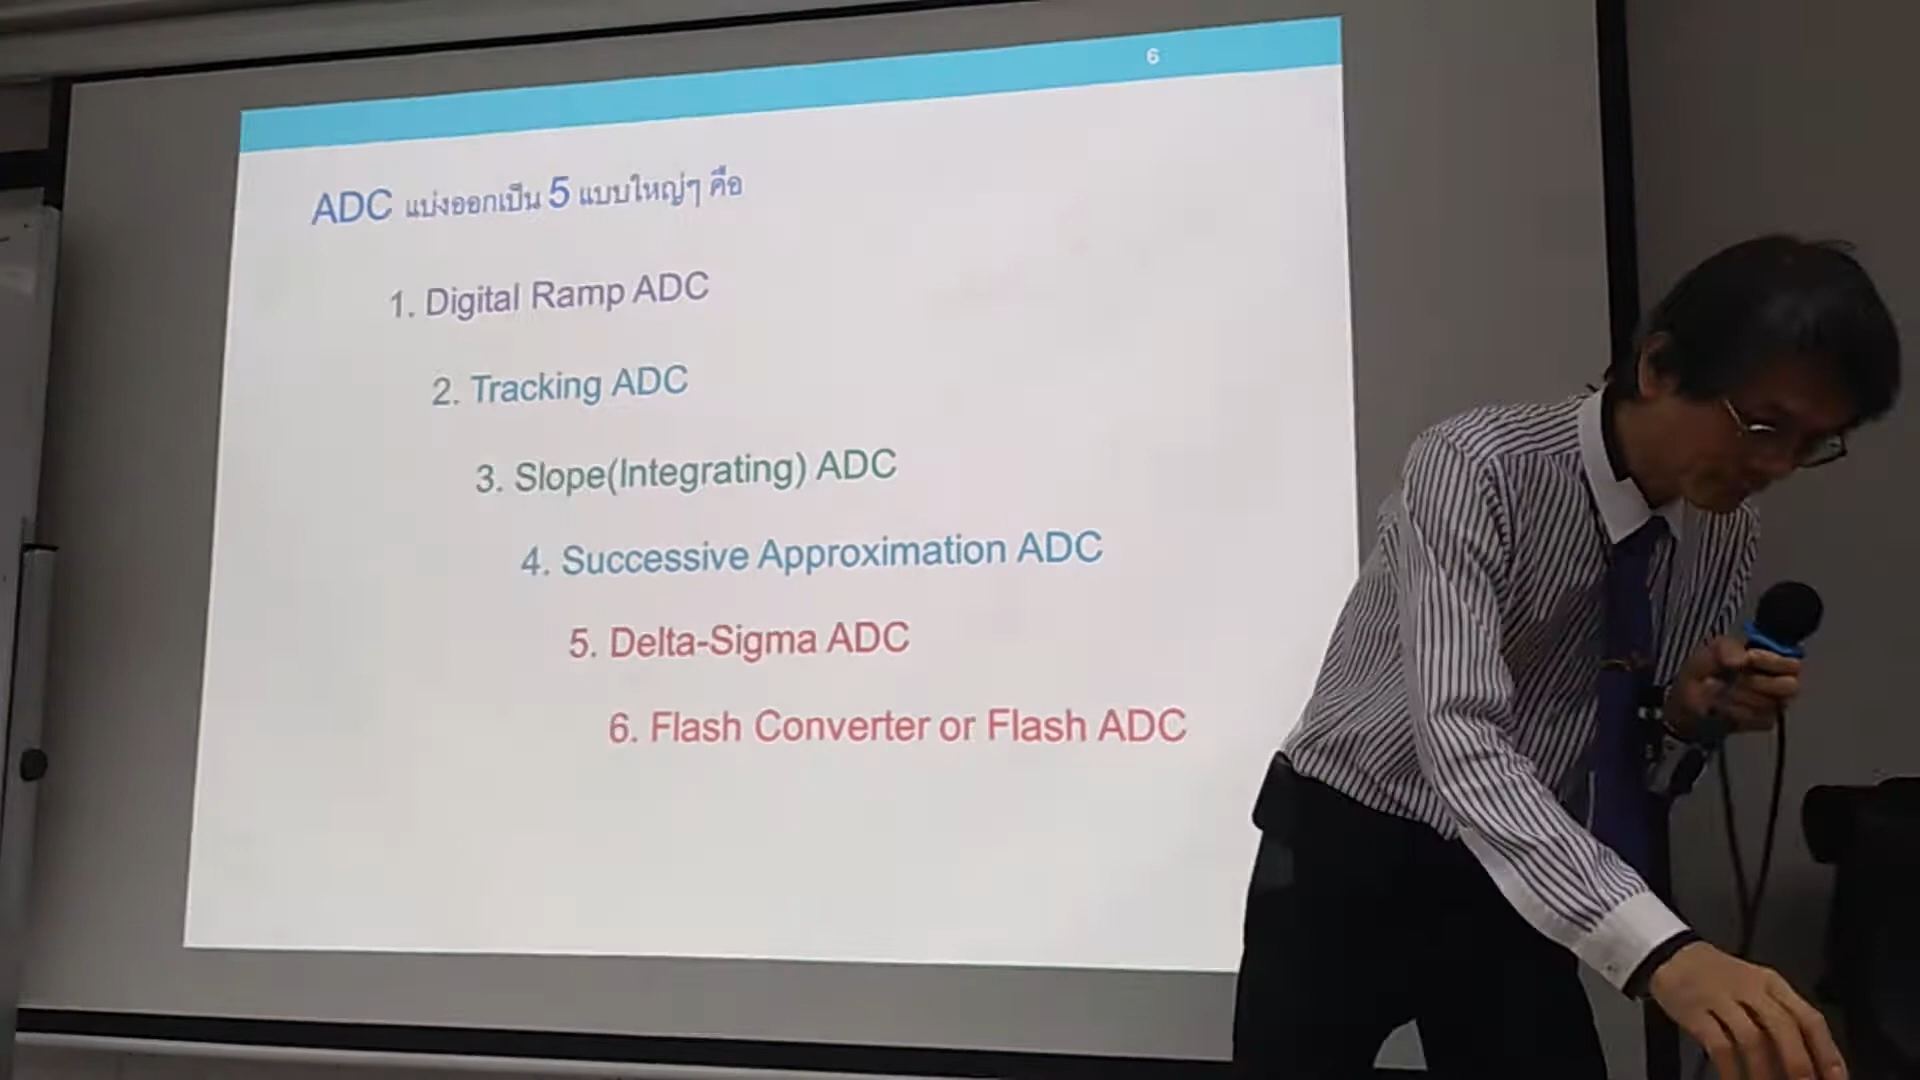 6
ADC แบ่งออกเป็น 5 แบบใหญ่ๆ คือ
1. Digital Ramp ADC
2. Tracking ADC
3. Slope(Integrating) ADC
4. Successive Approximation ADC
5. Delta-Sigma ADC
6. Flash Converter or Flash ADC